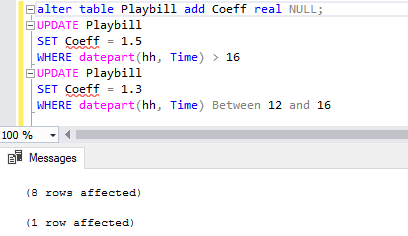 alter table Playbill add Coeff real NULL;
UPDATE Playbill
SET Coeff = 1.5
WHERE datepart(hh, Time) > 16
UPDATE Playbill
SET Coeff = 1.3
WHERE datepart(hh, Time) Between 12 and 16
100 %
Messages
(8 rows affected)
(1 row affected)